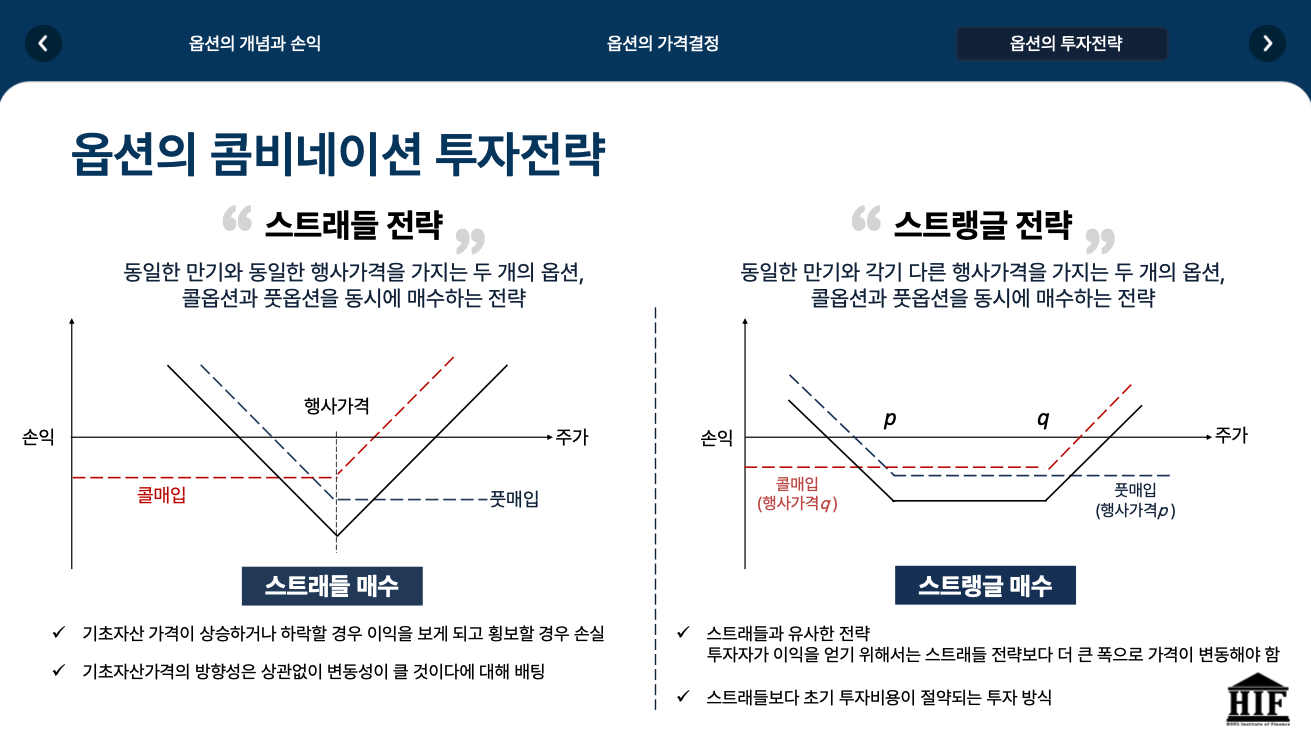 옵션의 개념과 손익
옵션의 가격결정
옵션의 투자전략
옵션의 콤비네이션 투자전략
“ 스트래들 전략 ”
동일한 만기와 동일한 행사가격을 가지는 두 개의 옵션,
콜옵션과 풋옵션을 동시에 매수하는 전략
행사가격
손익
주가
콜매입
풋매입
스트래들 매수
✓ 기초자산 가격이 상승하거나 하락할 경우 이익을 보게 되고 횡보할 경우 손실
✓ 기초자산가격의 방향성은 상관없이 변동성이 클 것이다에 대해 배팅
“ 스트랭글 전략 ”
동일한 만기와 각기 다른 행사가격을 가지는 두 개의 옵션,
콜옵션과 풋옵션을 동시에 매수하는 전략
p
q
손익
주가
콜매입
(행사가격q)
풋매입
(행사가격p)
스트랭글 매수
✓ 스트래들과 유사한 전략
투자자가 이익을 얻기 위해서는 스트래들 전략보다 더 큰 폭으로 가격이 변동해야 함
✓ 스트래들보다 초기 투자비용이 절약되는 투자 방식
HIF